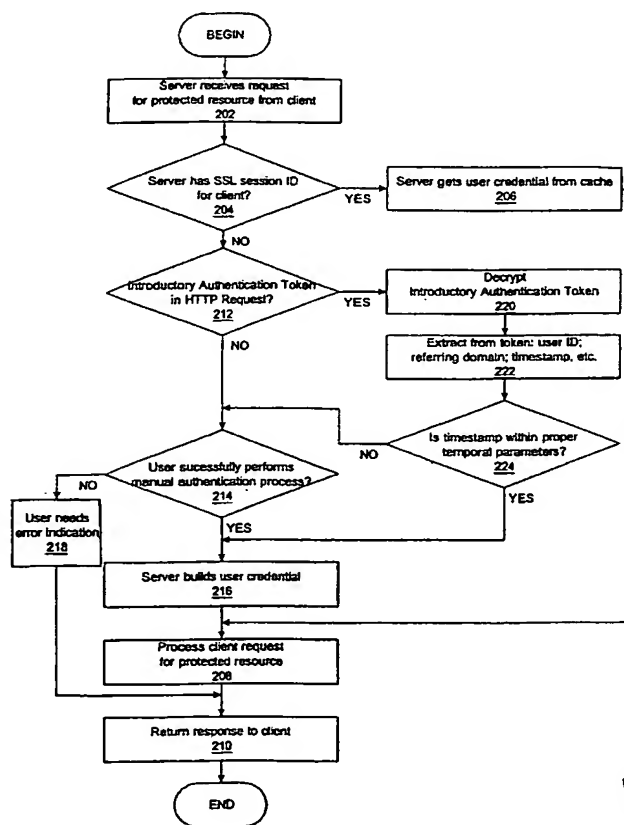 BEGIN
Server receives request
for protected resource from client
202
Server has SSL session ID
for client?
204
YES
Server gets user credential from cache
206
NO
Introductory Authentication Token
in HTTP Request?
212
YES
Decrypt
Introductory Authentication Token
220
NO
Extract from token: user ID;
referring domain; timestamp, etc.
222
Is timestamp within proper
temporal parameters?
224
NO
YES
User sucessfully performs
manual authentication process?
214
NO
YES
User needs
error indication
218
Server builds user credential
216
Process client request
for protected resource
208
Return response to client
210
END